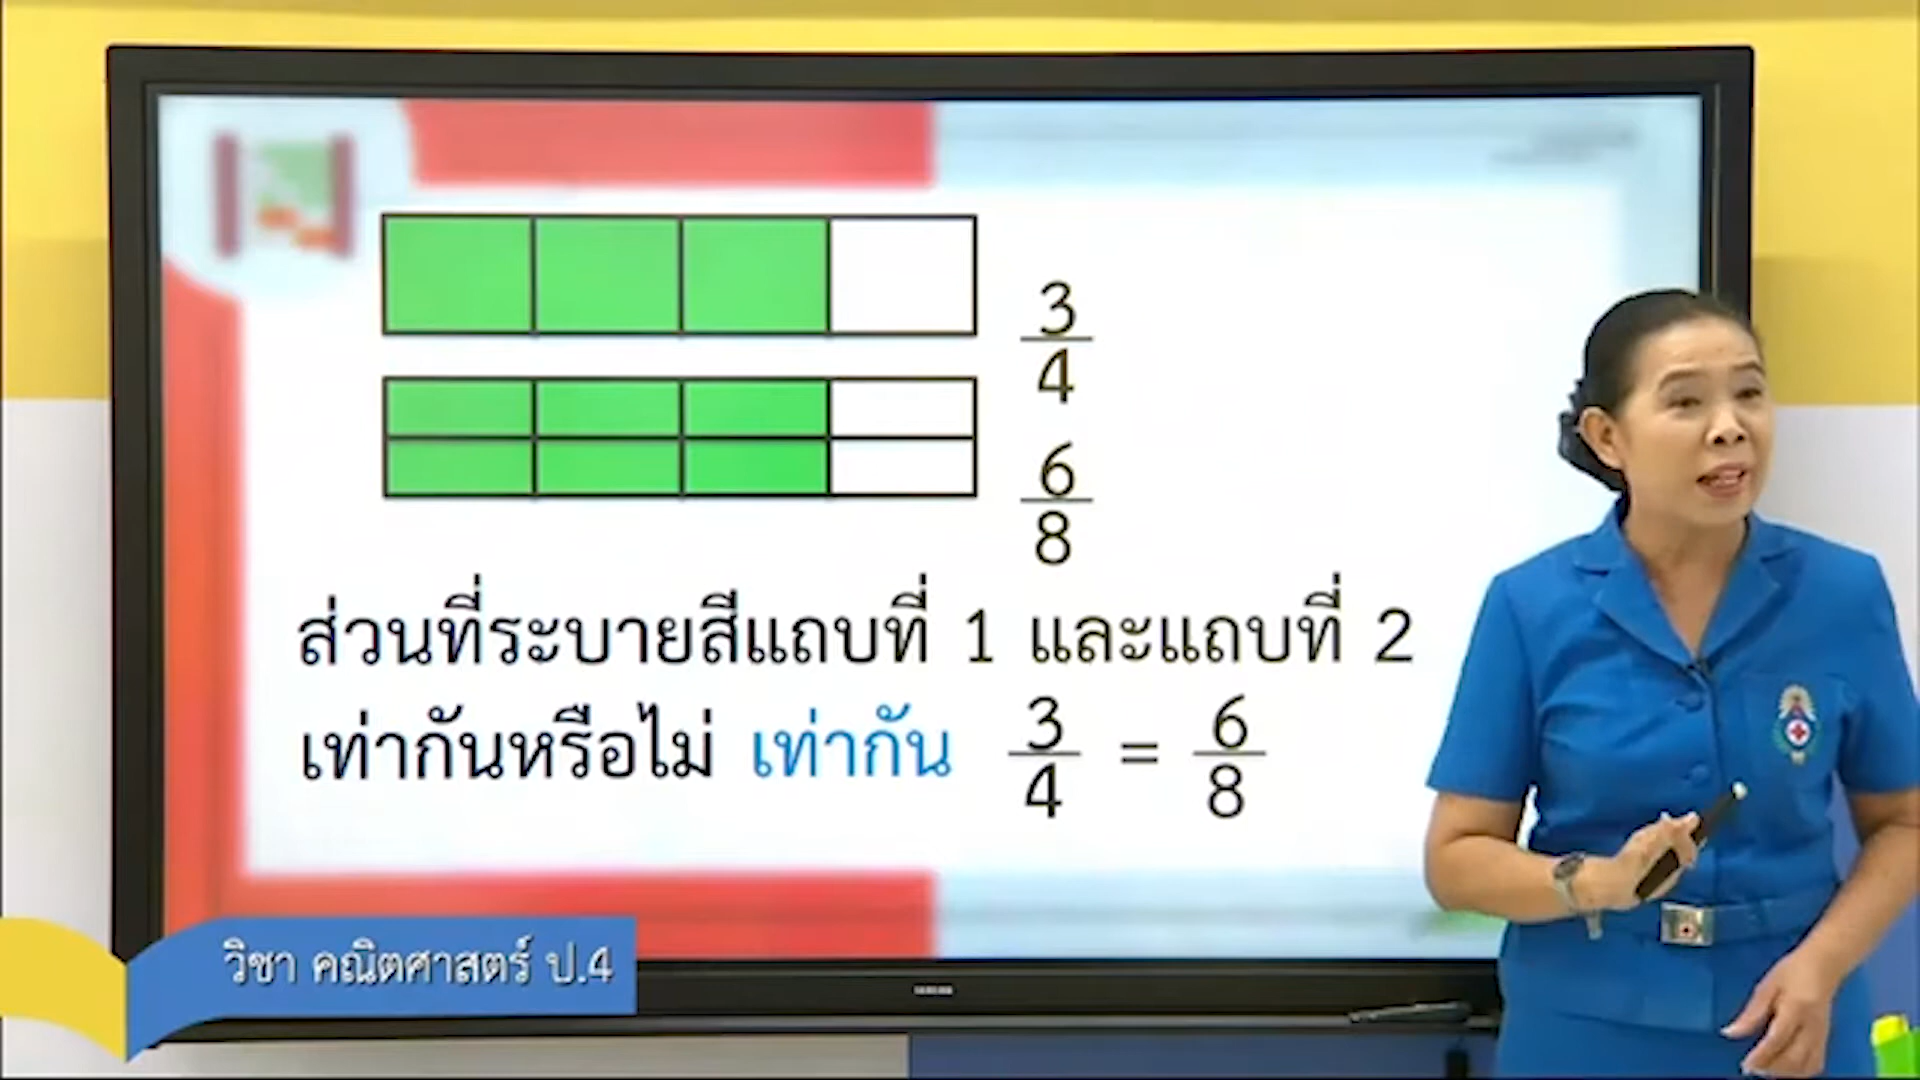 3/4
6/8
ส่วนที่ระบายสีแถบที่ 1 และแถบที่ 2
เท่ากันหรือไม่ เท่ากัน 3/4 = 6/8
วิชา คณิตศาสตร์ ป.4